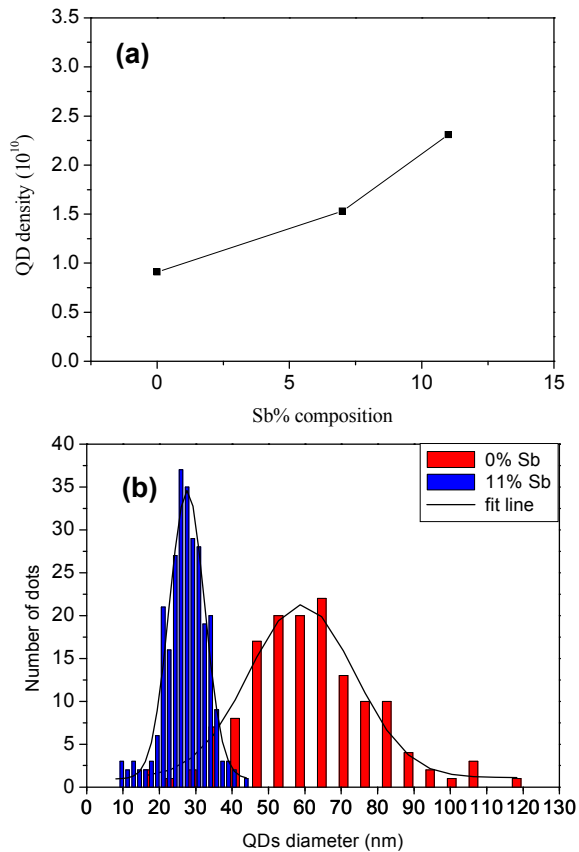 (a)
3.5
3.0
2.5
2.0
1.5
1.0
0.5
0.0
QD density (10^10)
0 5 10 15
Sb% composition
(b)
0% Sb
11% Sb
fit line
40
35
30
25
20
15
10
5
0
Number of dots
0 10 20 30 40 50 60 70 80 90 100 110 120 130
QDs diameter (nm)